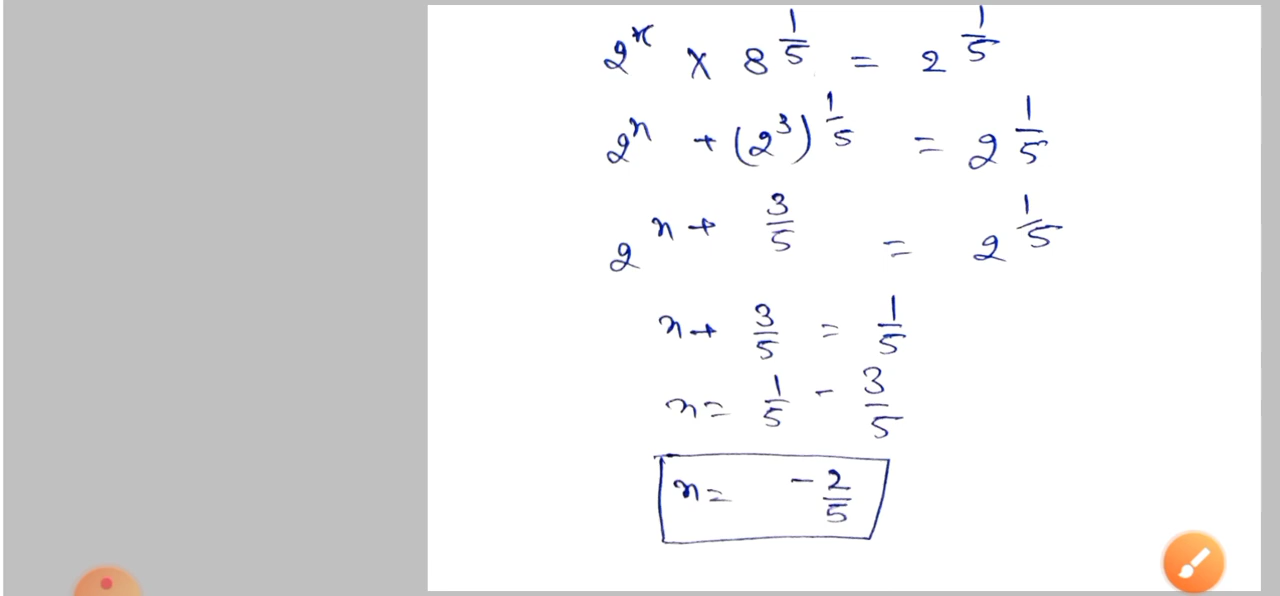 2^x × 8^{1/5} = 2^{1/5}
2^n + (2^3)^{1/5} = 2^{1/5}
2^{n + 3/5} = 2^{1/5}
n + 3/5 = 1/5
n = 1/5 - 3/5
n = -2/5